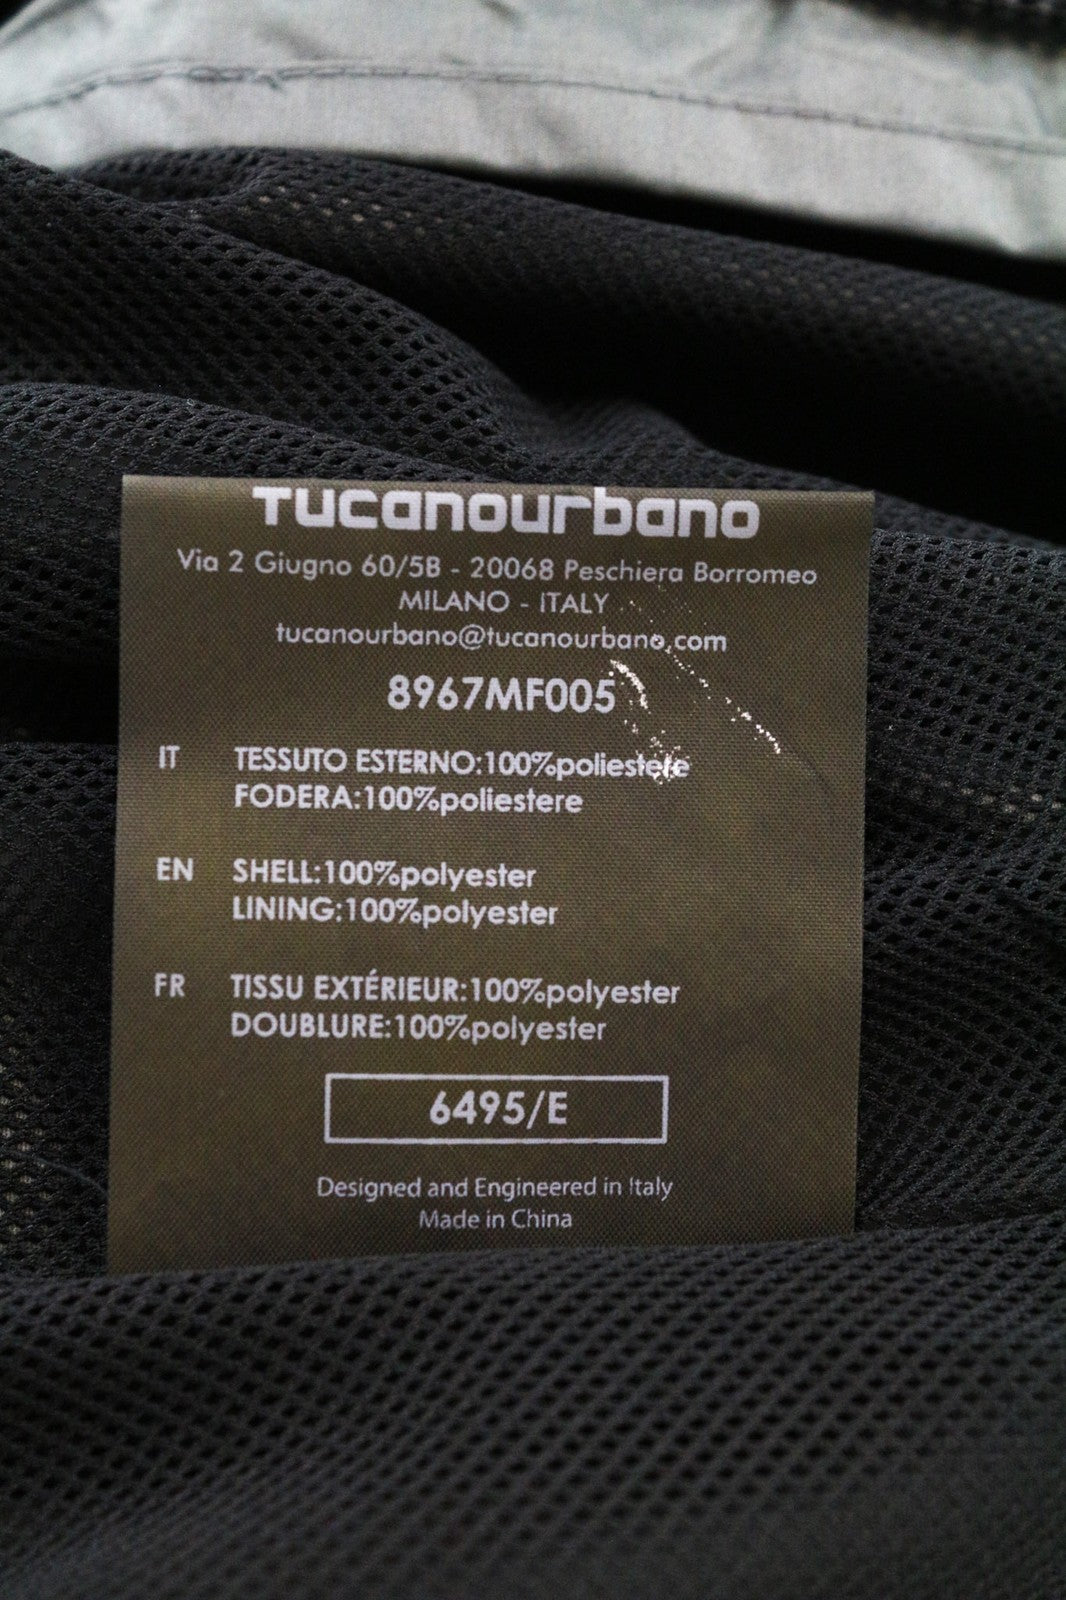 Tucanourbano
Via 2 Giugno 60/5B - 20068 Peschiera Borromeo
MILANO - ITALY
tucanourbano@tucanourbano.com
8967MF005
IT TESSUTO ESTERNO:100%poliestere
FODERA:100%poliestere
EN SHELL:100%polyester
LINING:100%polyester
FR TISSU EXTÉRIEUR:100%polyester
DOUBLURE:100%polyester
6495/E
Designed and Engineered in Italy
Made in China